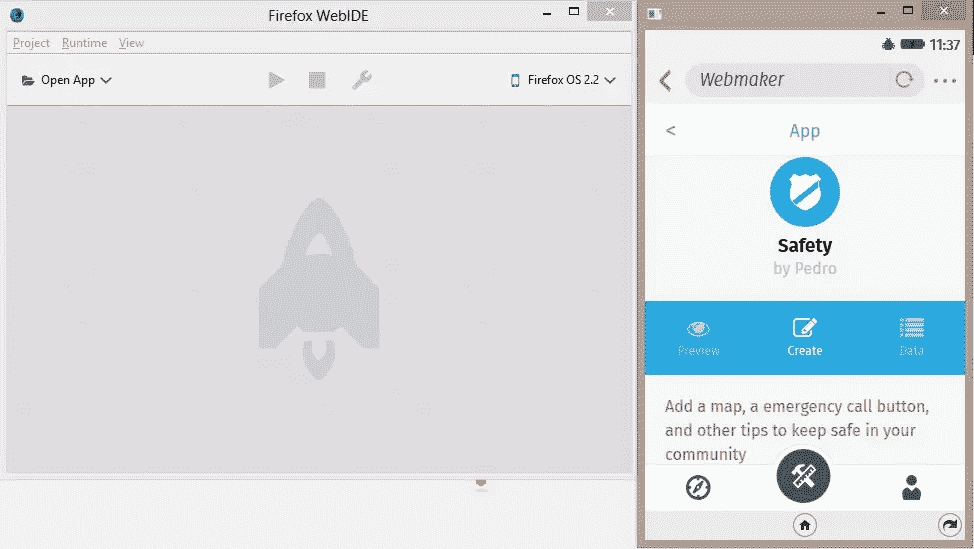 Firefox WebIDE
Project Runtime View
Open App
Firefox OS 2.2
11:37
Webmaker
< App
Safety
by Pedro
Preview Create Data
Add a map, a emergency call button,
and other tips to keep safe in your
community